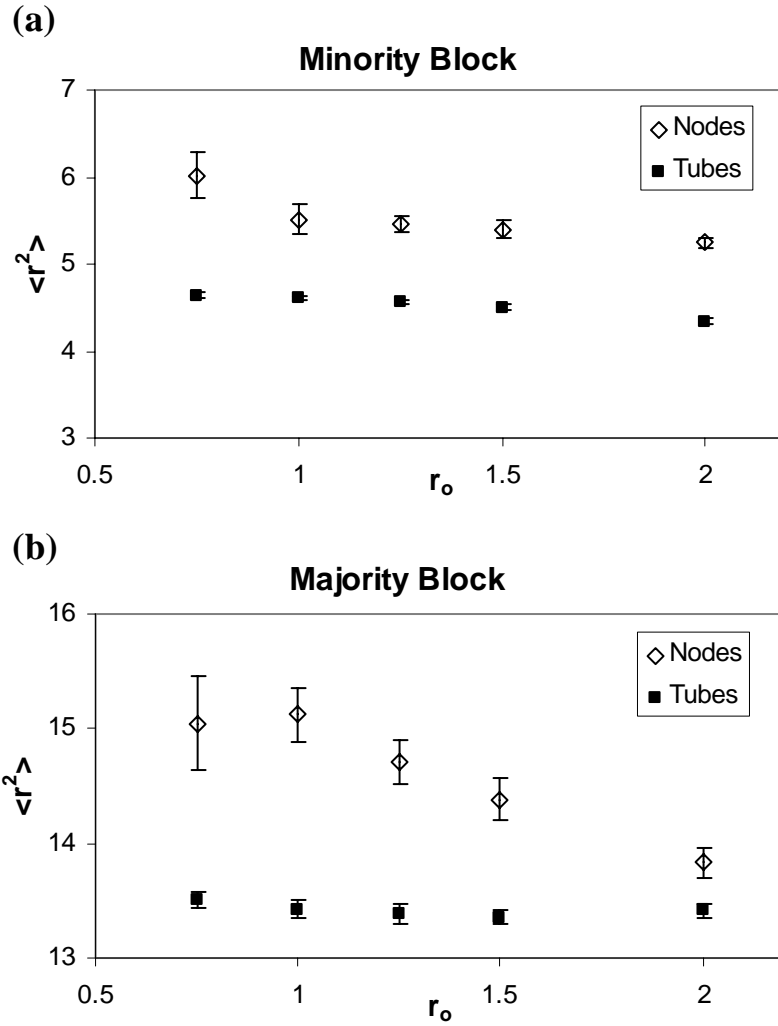 (a)
Minority Block
7
6
5
4
3
<r²>
◇ Nodes
■ Tubes
0.5 1 1.5 2
rₒ
(b)
Majority Block
16
15
14
13
<r²>
◇ Nodes
■ Tubes
0.5 1 1.5 2
rₒ